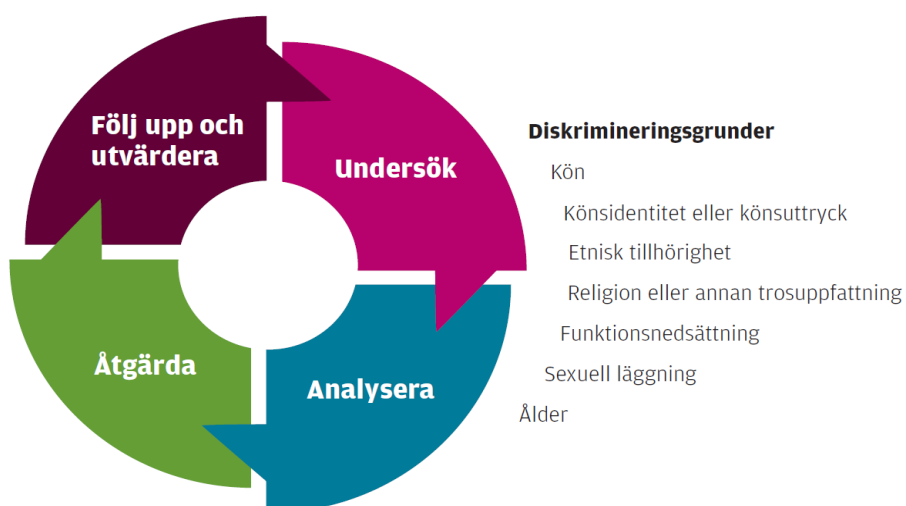 Följ upp och
utvärdera
Undersök
Åtgärda
Analysera
Diskrimineringsgrunder
Kön
Könsidentitet eller könsuttryck
Etnisk tillhörighet
Religion eller annan trosuppfattning
Funktionsnedsättning
Sexuell läggning
Ålder